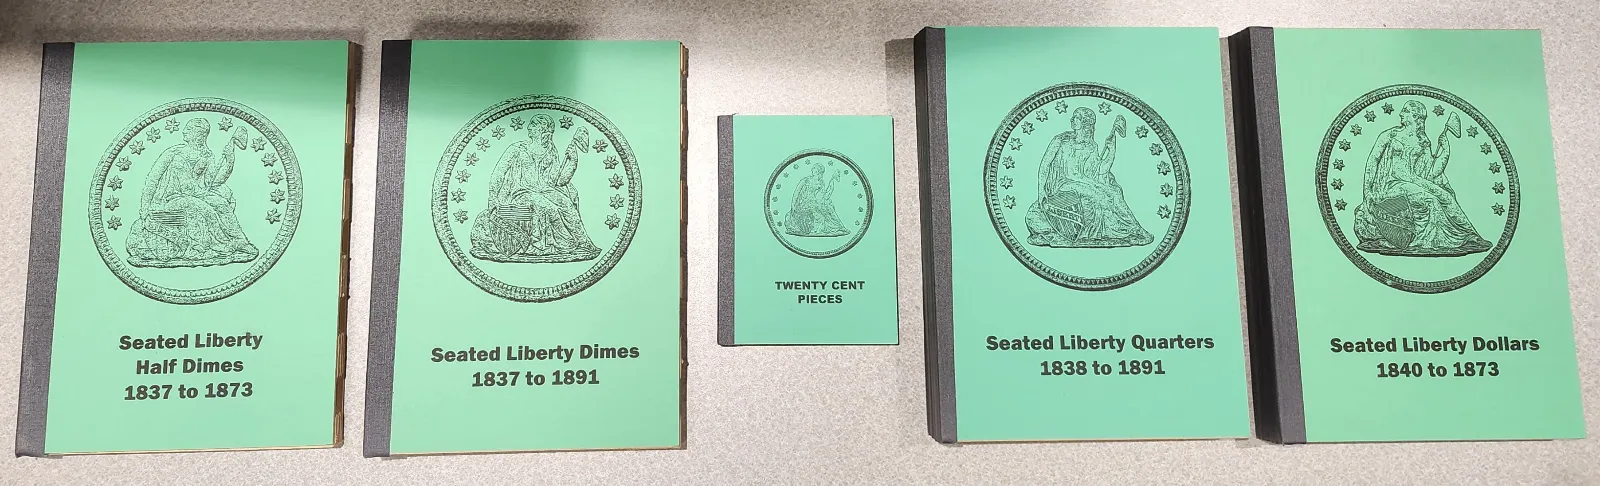 Seated Liberty
Half Dimes
1837 to 1873
Seated Liberty Dimes
1837 to 1891
TWENTY CENT
PIECES
Seated Liberty Quarters
1838 to 1891
Seated Liberty Dollars
1840 to 1873